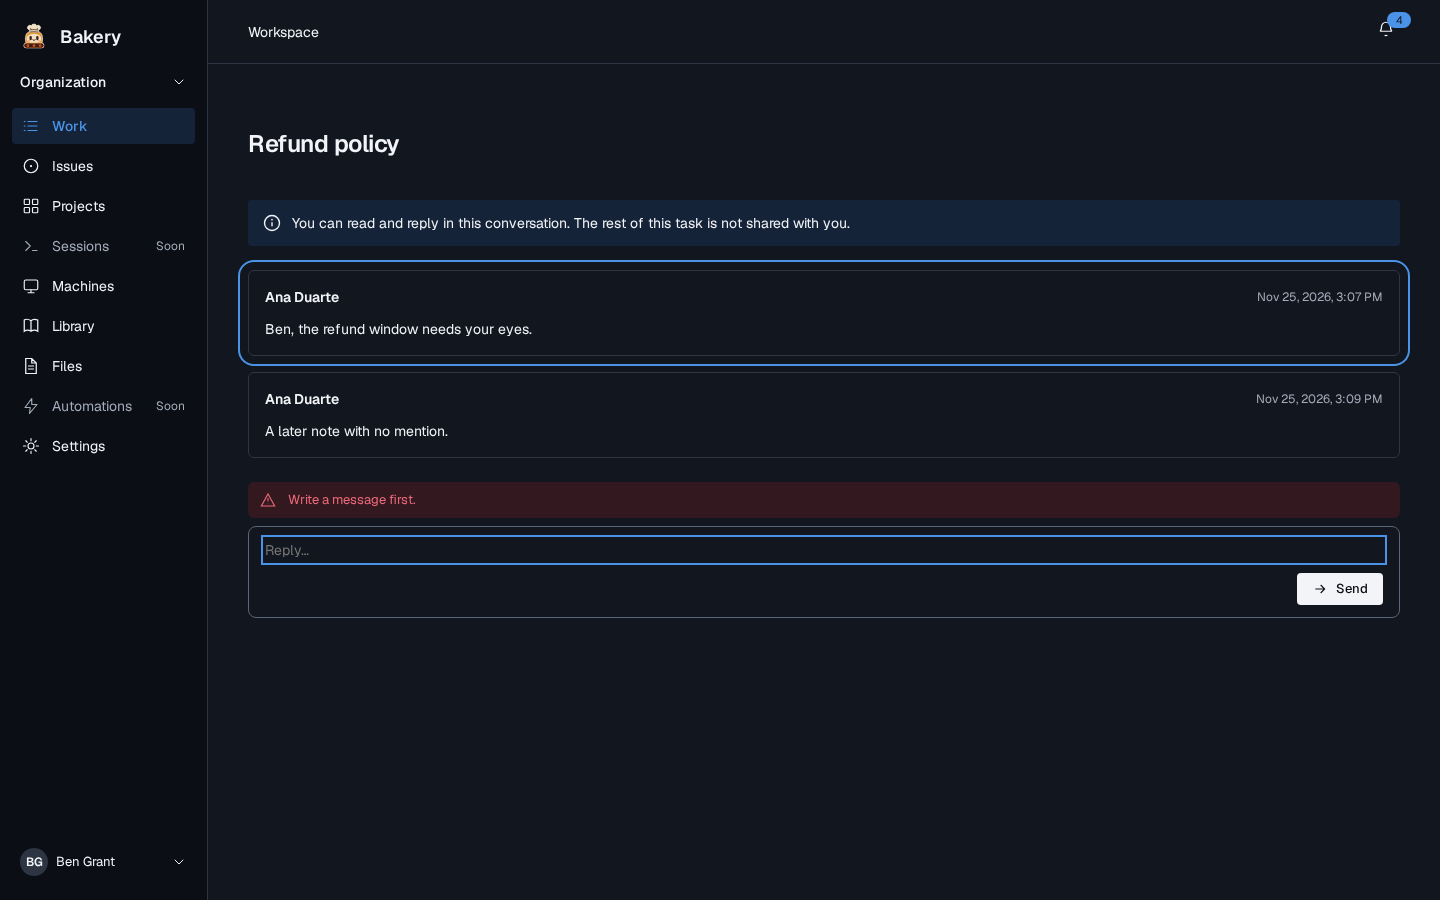 Bakery
Organization
Work
Issues
Projects
Sessions Soon
Machines
Library
Files
Automations Soon
Settings
BG Ben Grant
Workspace
4
Refund policy
You can read and reply in this conversation. The rest of this task is not shared with you.
Ana Duarte Nov 25, 2026, 3:07 PM
Ben, the refund window needs your eyes.
Ana Duarte Nov 25, 2026, 3:09 PM
A later note with no mention.
Write a message first.
Reply...
Send